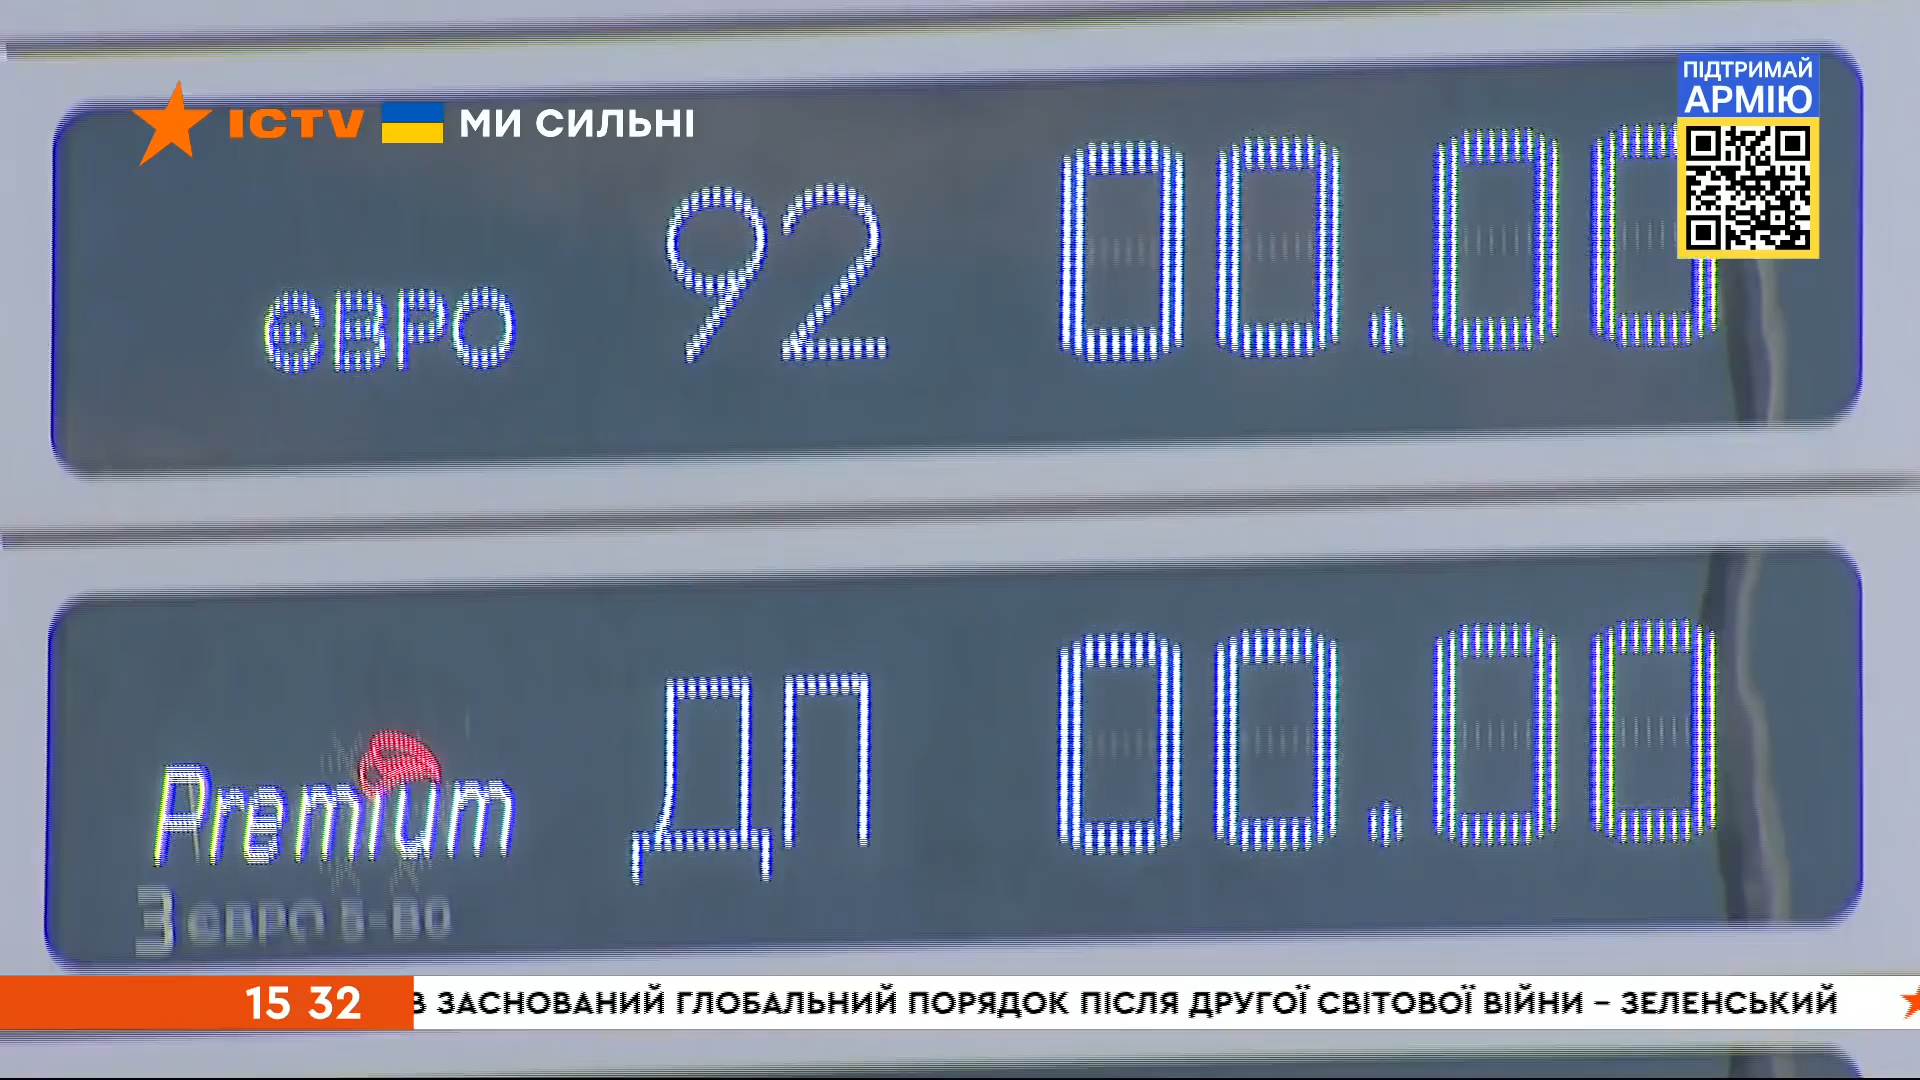 ICTV МИ СИЛЬНІ
ПІДТРИМАЙ
АРМІЮ
ЄВРО 92 00.00
Premium ДП 00.00
З ЄВРО 5-В0
15 32 В ЗАСНОВАНИЙ ГЛОБАЛЬНИЙ ПОРЯДОК ПІСЛЯ ДРУГОЇ СВІТОВОЇ ВІЙНИ – ЗЕЛЕНСЬКИЙ